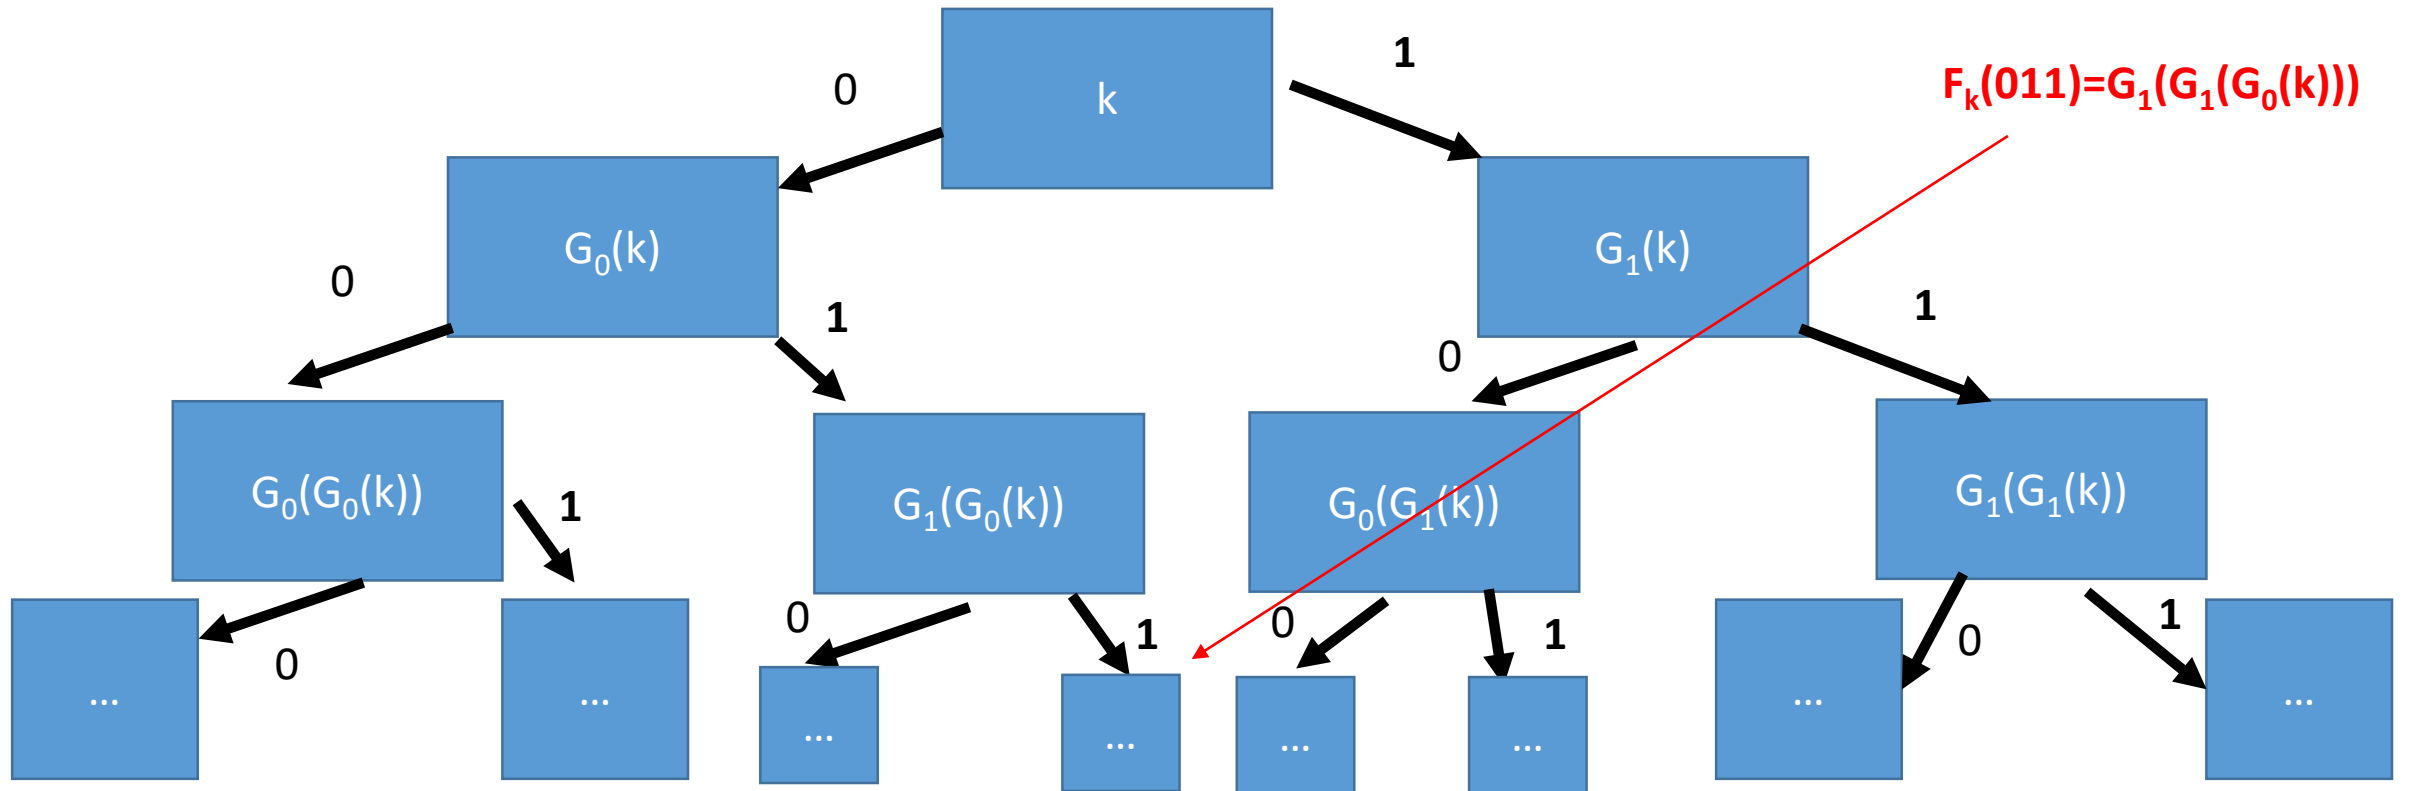 k
0
1
F_k(011)=G_1(G_1(G_0(k)))
G_0(k)
G_1(k)
0
1
0
1
G_0(G_0(k))
G_1(G_0(k))
G_0(G_1(k))
G_1(G_1(k))
0
1
0
1
0
1
0
1
...
...
...
...
...
...
...
...